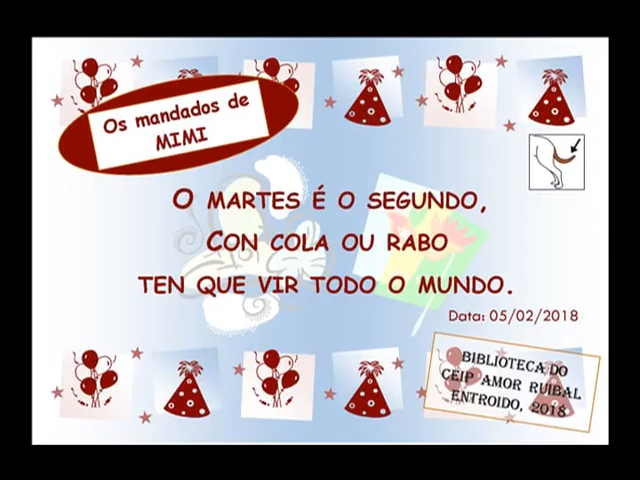 Os mandados de
MIMI
O MARTES É O SEGUNDO,
CON COLA OU RABO
TEN QUE VIR TODO O MUNDO.
Data: 05/02/2018
BIBLIOTECA DO
CEIP AMOR RUIBAL
ENTROIDO, 2018